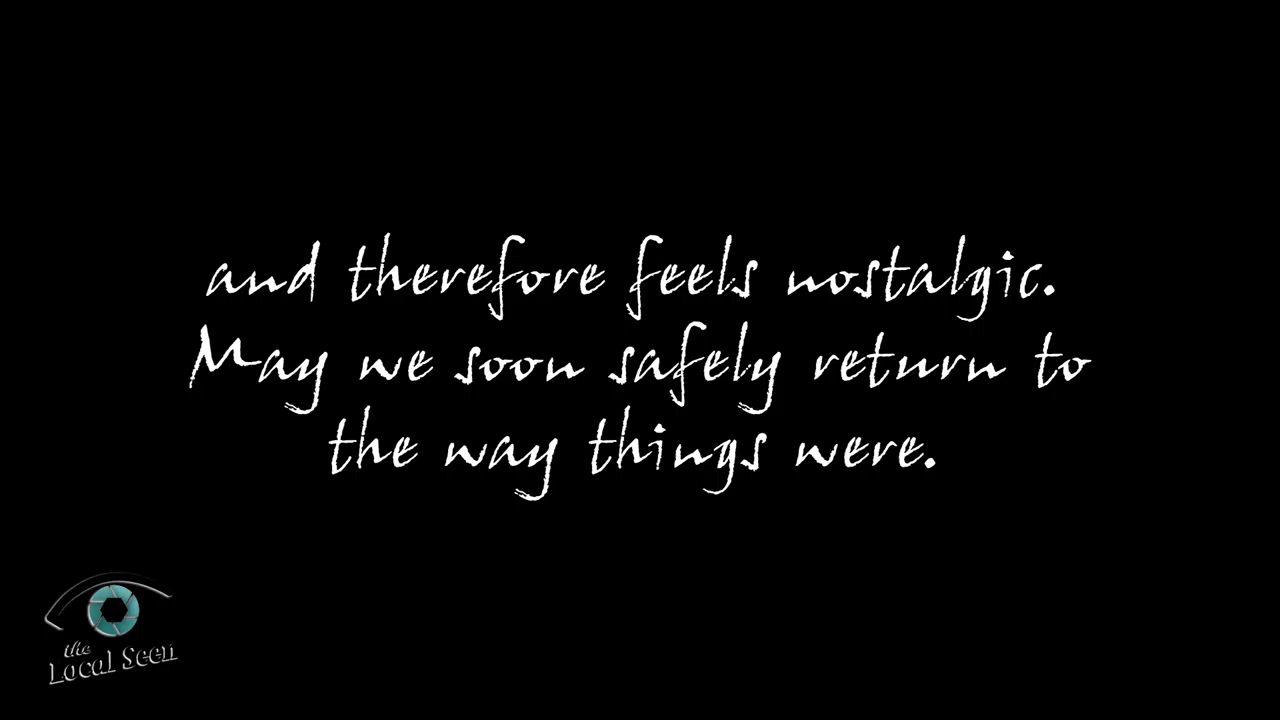 and therefore feels nostalgic.
May we soon safely return to
the way things were.
the
Local Seen